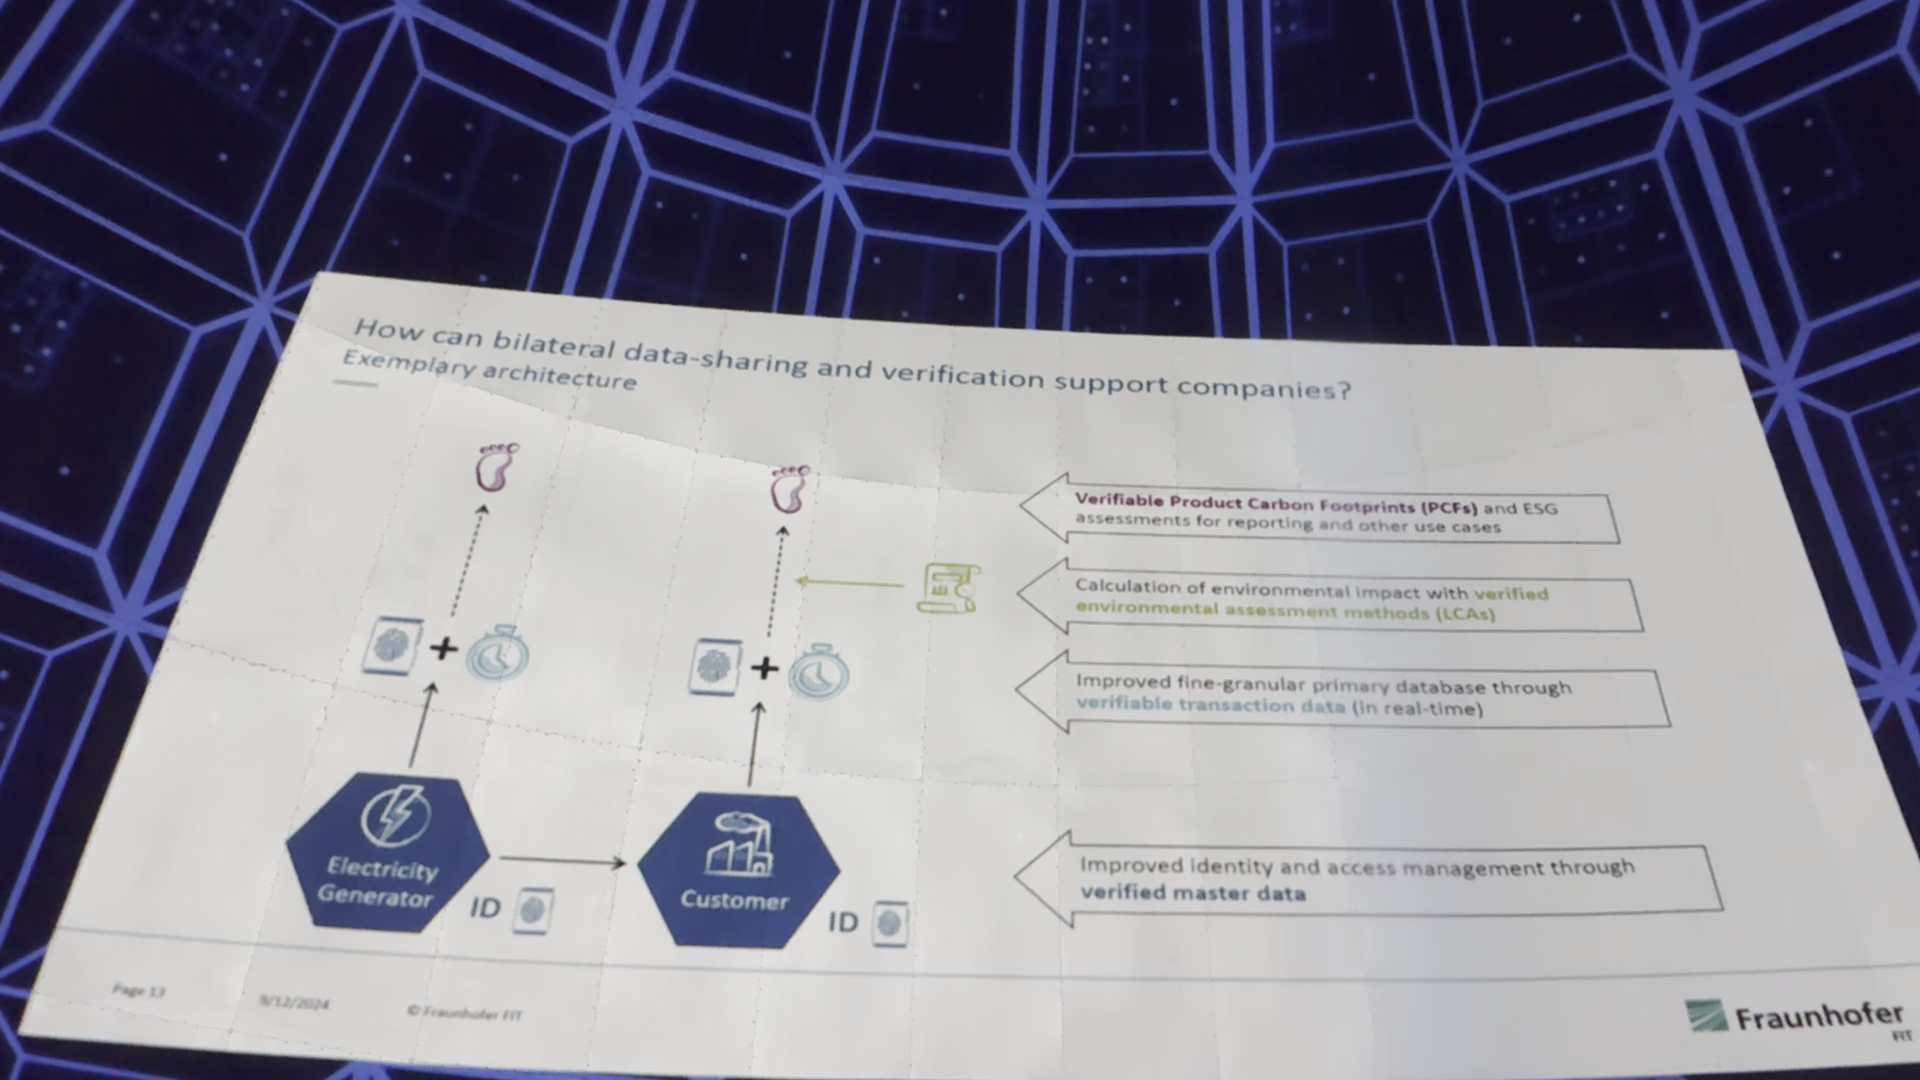 How can bilateral data-sharing and verification support companies?
Exemplary architecture
Verifiable Product Carbon Footprints (PCFs) and ESG
assessments for reporting and other use cases
Calculation of environmental impact with verified
environmental assessment methods (LCAs)
Improved fine-granular primary database through
verifiable transaction data (in real-time)
Improved identity and access management through
verified master data
Electricity
Generator
ID
Customer
ID
Page 13
9/12/2024
© Fraunhofer FIT
Fraunhofer
FIT